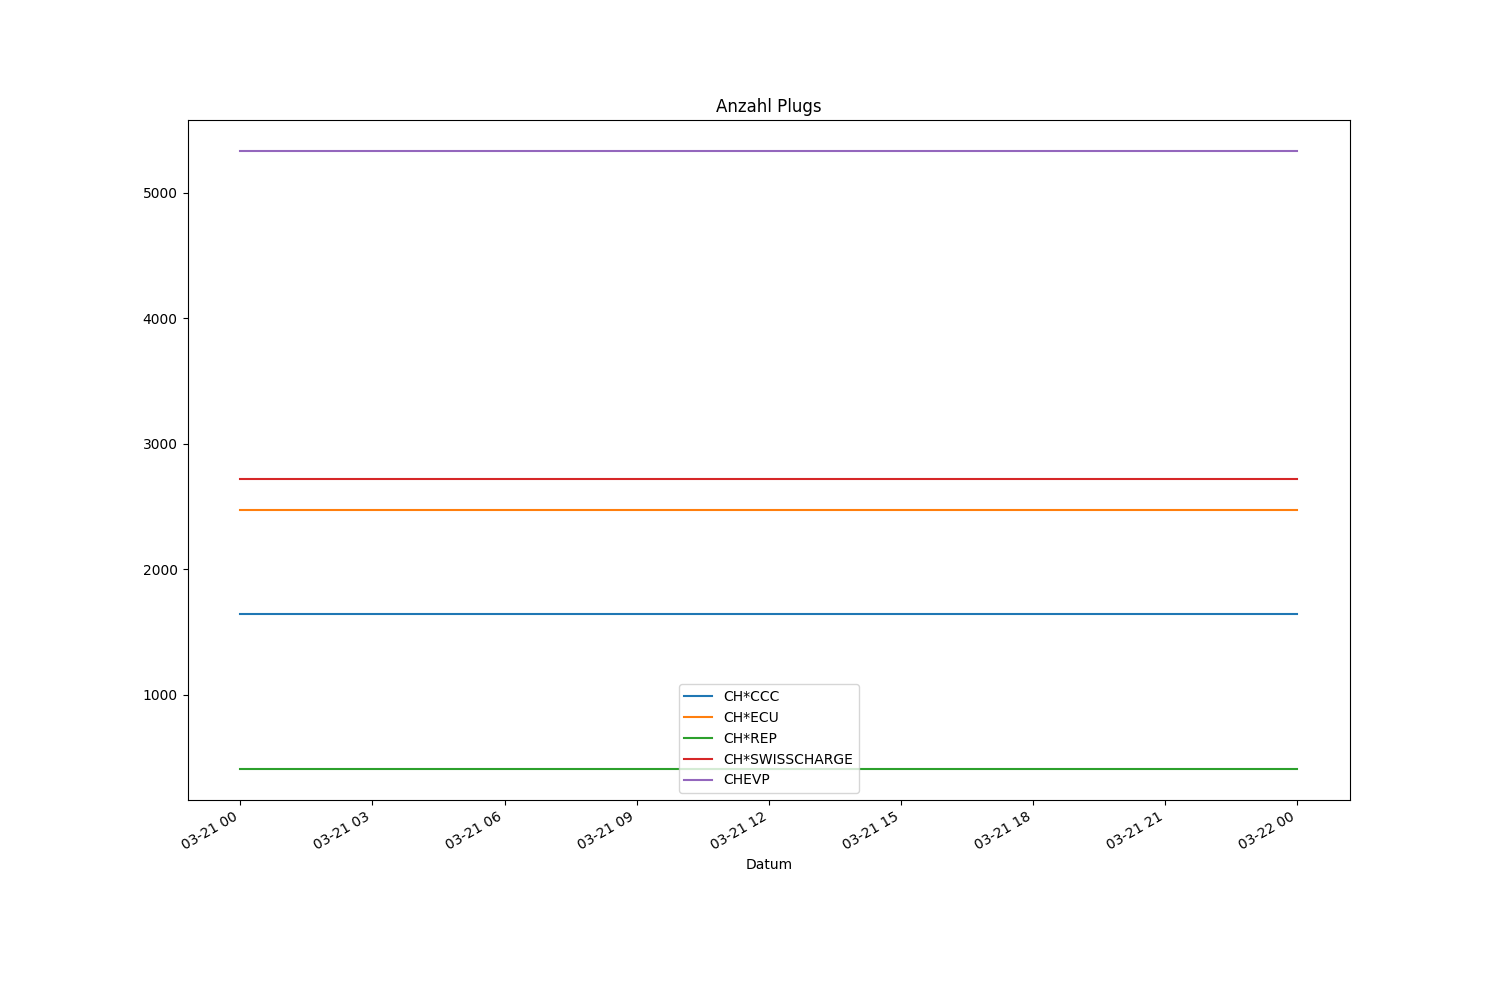 Anzahl Plugs
5000
4000
3000
2000
1000
CH*CCC
CH*ECU
CH*REP
CH*SWISSCHARGE
CHEVP
03-21 00
03-21 03
03-21 06
03-21 09
03-21 12
03-21 15
03-21 18
03-21 21
03-22 00
Datum